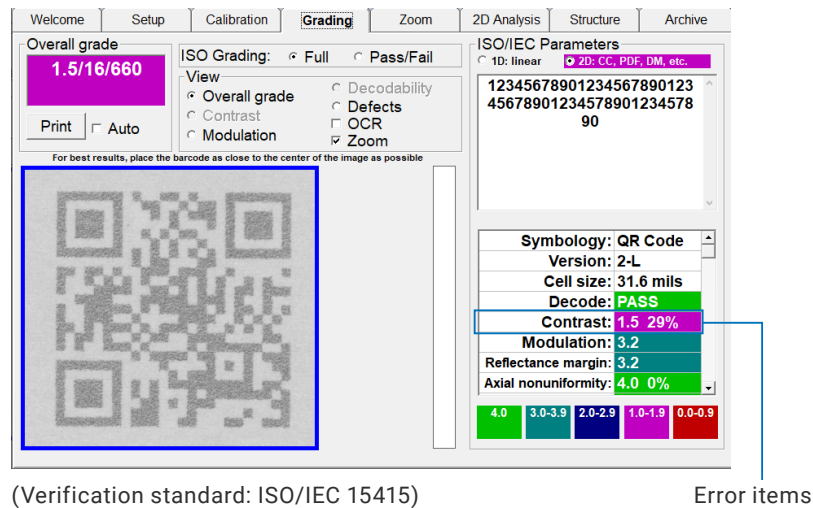 Welcome Setup Calibration Grading Zoom 2D Analysis Structure Archive
Overall grade
1.5/16/660
Print Auto
ISO Grading: Full Pass/Fail
View
Overall grade
Contrast
Modulation
Decodability
Defects
OCR
Zoom
For best results, place the barcode as close to the center of the image as possible
ISO/IEC Parameters
1D: linear 2D: CC, PDF, DM, etc.
12345678901234567890123
45678901234578901234578
90
Symbology: QR Code
Version: 2-L
Cell size: 31.6 mils
Decode: PASS
Contrast: 1.5 29%
Modulation: 3.2
Reflectance margin: 3.2
Axial nonuniformity: 4.0 0%
4.0 3.0-3.9 2.0-2.9 1.0-1.9 0.0-0.9
(Verification standard: ISO/IEC 15415)
Error items